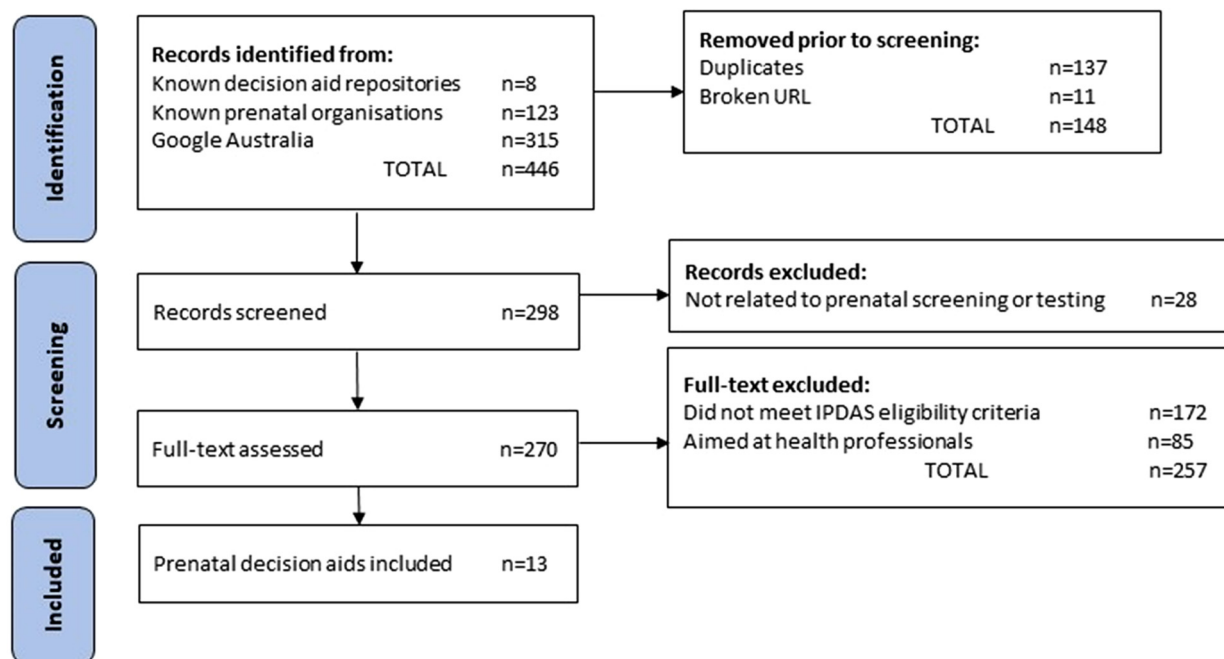 Identification
Records identified from:
Known decision aid repositories n=8
Known prenatal organisations n=123
Google Australia n=315
TOTAL n=446
Removed prior to screening:
Duplicates n=137
Broken URL n=11
TOTAL n=148
Screening
Records screened n=298
Records excluded:
Not related to prenatal screening or testing n=28
Full-text assessed n=270
Full-text excluded:
Did not meet IPDAS eligibility criteria n=172
Aimed at health professionals n=85
TOTAL n=257
Included
Prenatal decision aids included n=13